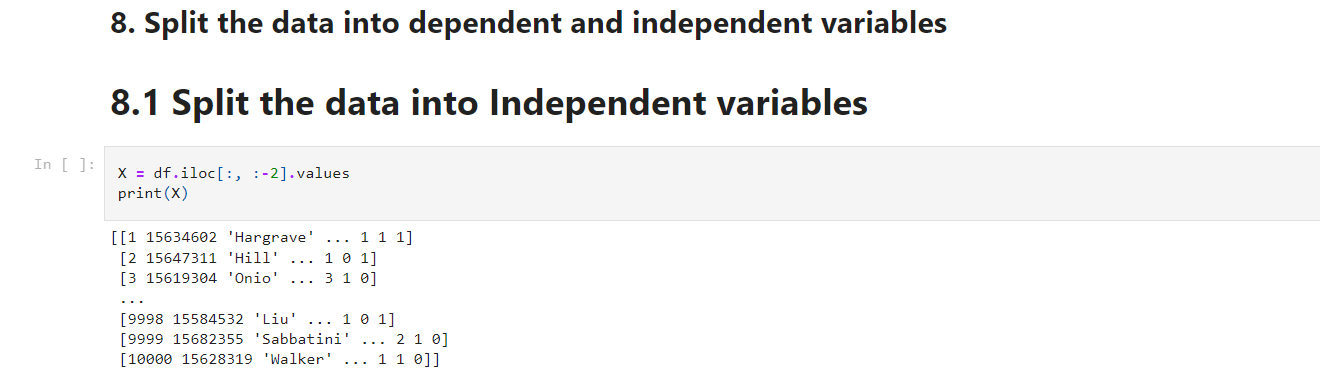 8. Split the data into dependent and independent variables
8.1 Split the data into Independent variables
In [ ]:
X = df.iloc[:, :-2].values
print(X)
[[1 15634602 'Hargrave' ... 1 1 1]
[2 15647311 'Hill' ... 1 0 1]
[3 15619304 'Onio' ... 3 1 0]
...
[9998 15584532 'Liu' ... 1 0 1]
[9999 15682355 'Sabbatini' ... 2 1 0]
[10000 15628319 'Walker' ... 1 1 0]]